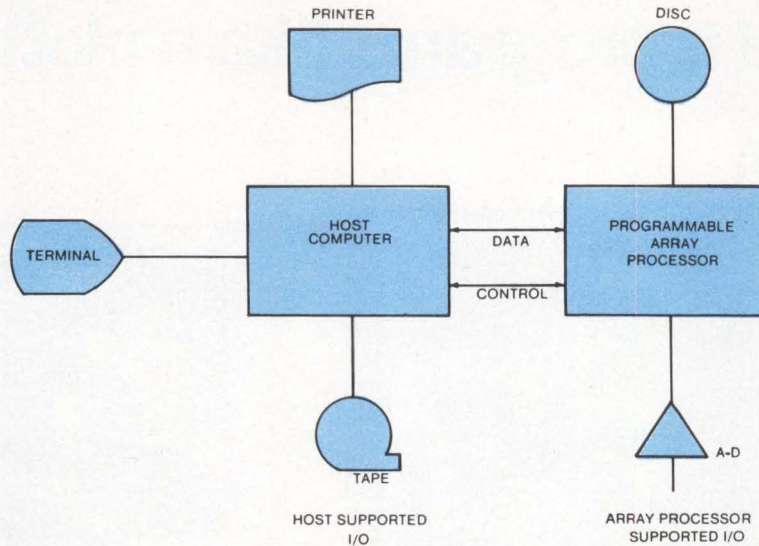 PRINTER
DISC
TERMINAL
HOST
COMPUTER
DATA
CONTROL
PROGRAMMABLE
ARRAY
PROCESSOR
TAPE
A-D
HOST SUPPORTED
I/O
ARRAY PROCESSOR
SUPPORTED I/O